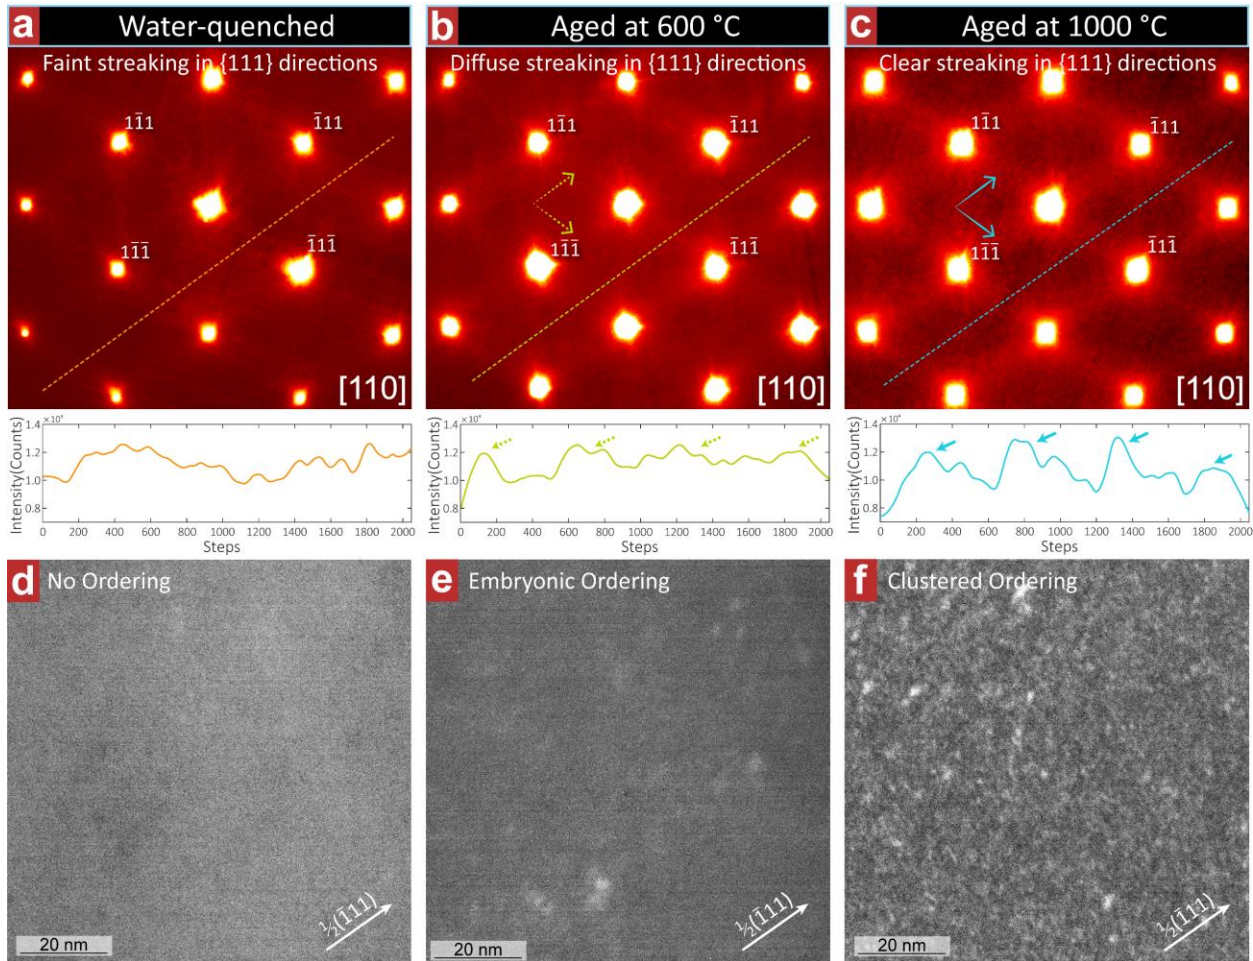 a Water-quenched
b Aged at 600 °C
c Aged at 1000 °C
Faint streaking in {111} directions
Diffuse streaking in {111} directions
Clear streaking in {111} directions
11̄1 1̄11
11̄1̄ 1̄11̄
[110]
11̄1 1̄11
11̄1̄ 1̄11̄
[110]
11̄1 1̄11
11̄1̄ 1̄11̄
[110]
×10⁴
Intensity(Counts)
1.4
1.2
1.0
0.8
0 200 400 600 800 1000 1200 1400 1600 1800 2000
Steps
×10⁴
Intensity(Counts)
1.4
1.2
1.0
0.8
0 200 400 600 800 1000 1200 1400 1600 1800 2000
Steps
×10⁴
Intensity(Counts)
1.4
1.2
1.0
0.8
0 200 400 600 800 1000 1200 1400 1600 1800 2000
Steps
d No Ordering
20 nm
½(1̄11)
e Embryonic Ordering
20 nm
½(1̄11)
f Clustered Ordering
20 nm
½(1̄11)